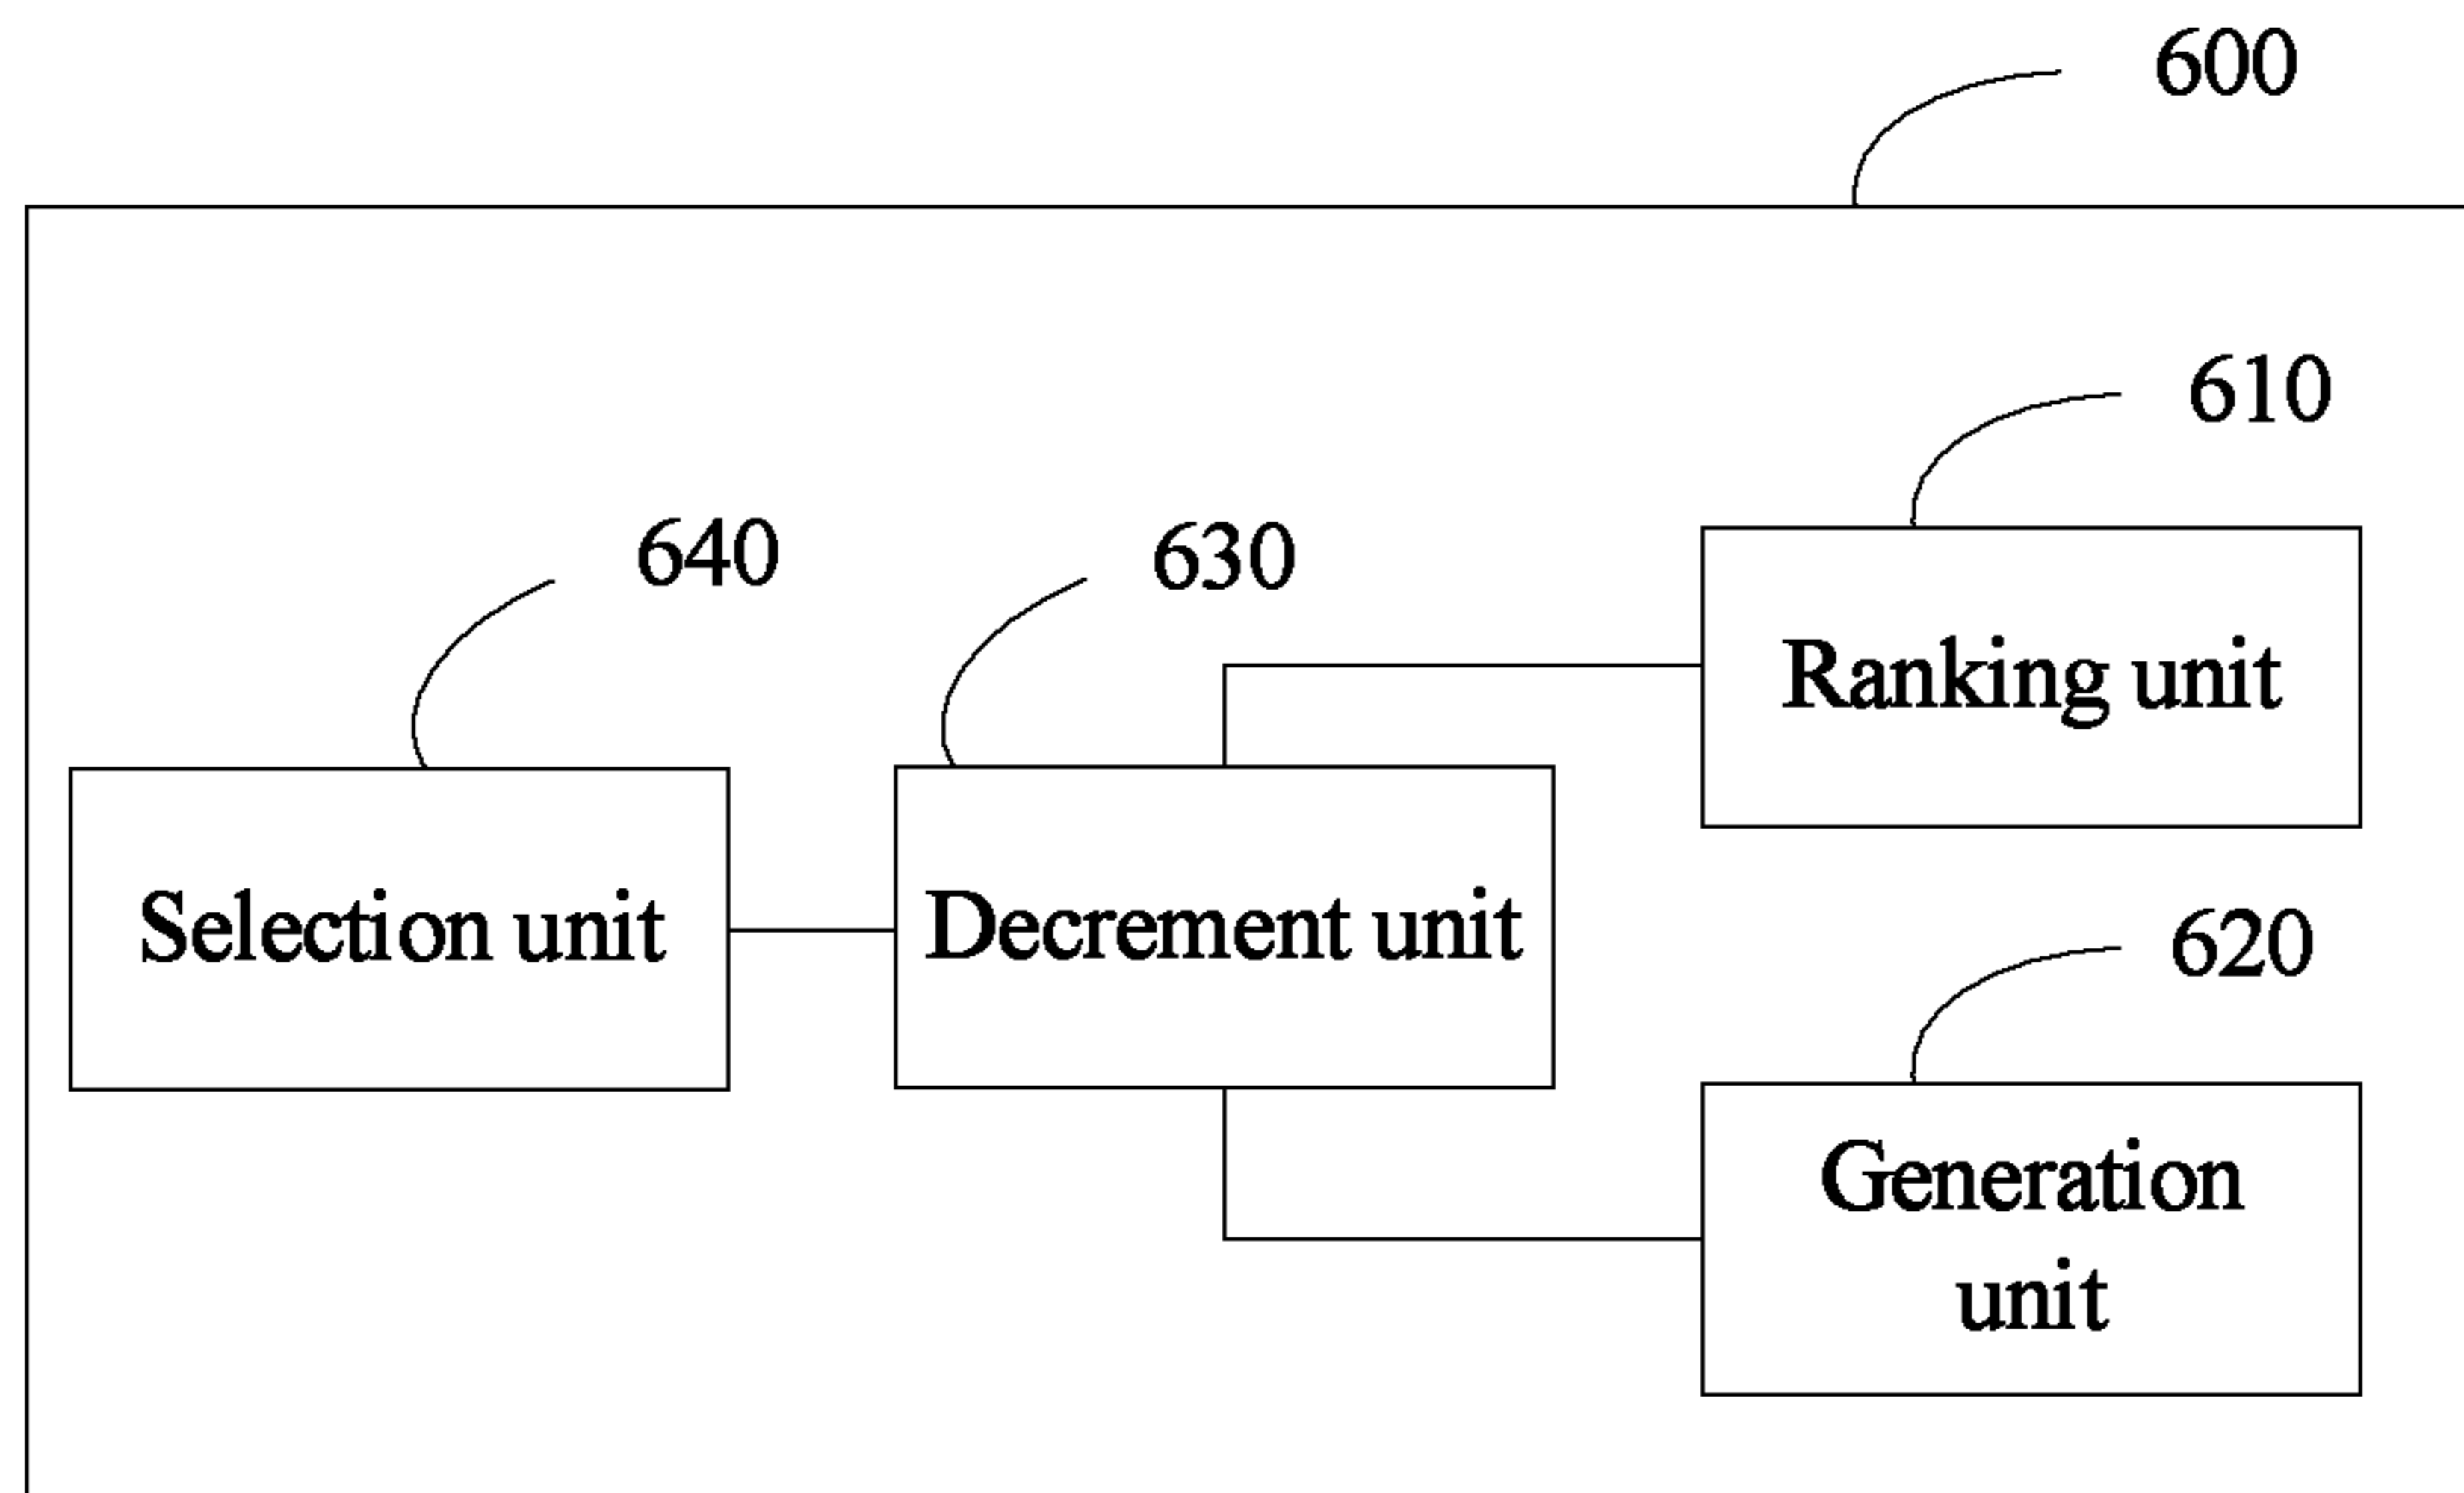 600
610
640
630
Ranking unit
Selection unit
Decrement unit
620
Generation
unit